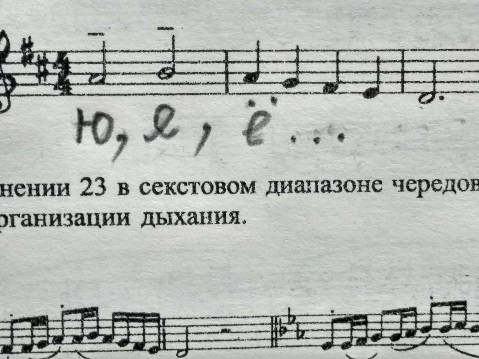 Ю, я, ё ...
нении 23 в секстовом диапазоне чередов
рганизации дыхания.